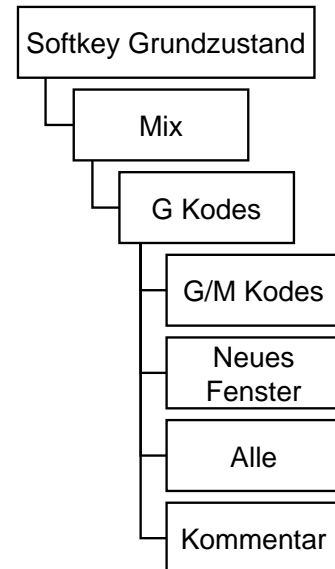 Softkey Grundzustand
Mix
G Kodes
G/M Kodes
Neues
Fenster
Alle
Kommentar